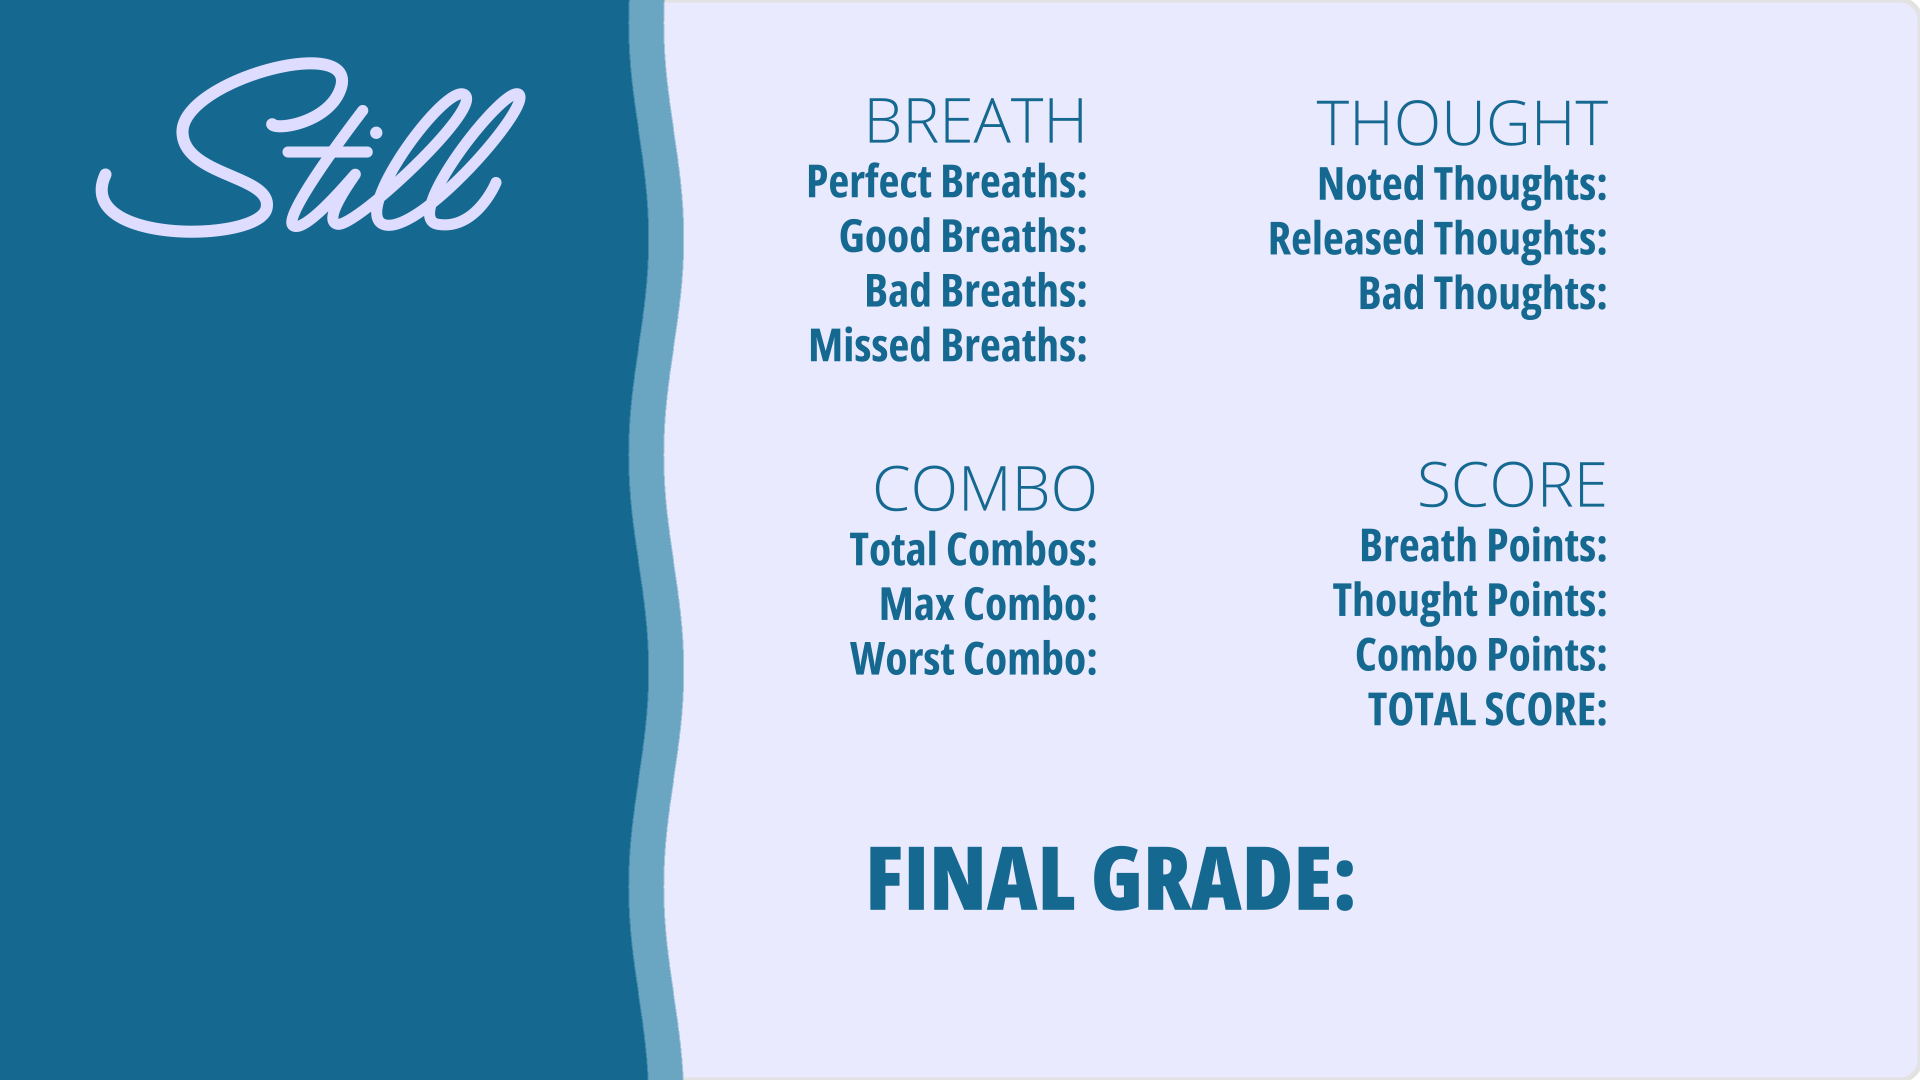 Still
BREATH
Perfect Breaths:
Good Breaths:
Bad Breaths:
Missed Breaths:
THOUGHT
Noted Thoughts:
Released Thoughts:
Bad Thoughts:
COMBO
Total Combos:
Max Combo:
Worst Combo:
SCORE
Breath Points:
Thought Points:
Combo Points:
TOTAL SCORE:
FINAL GRADE: